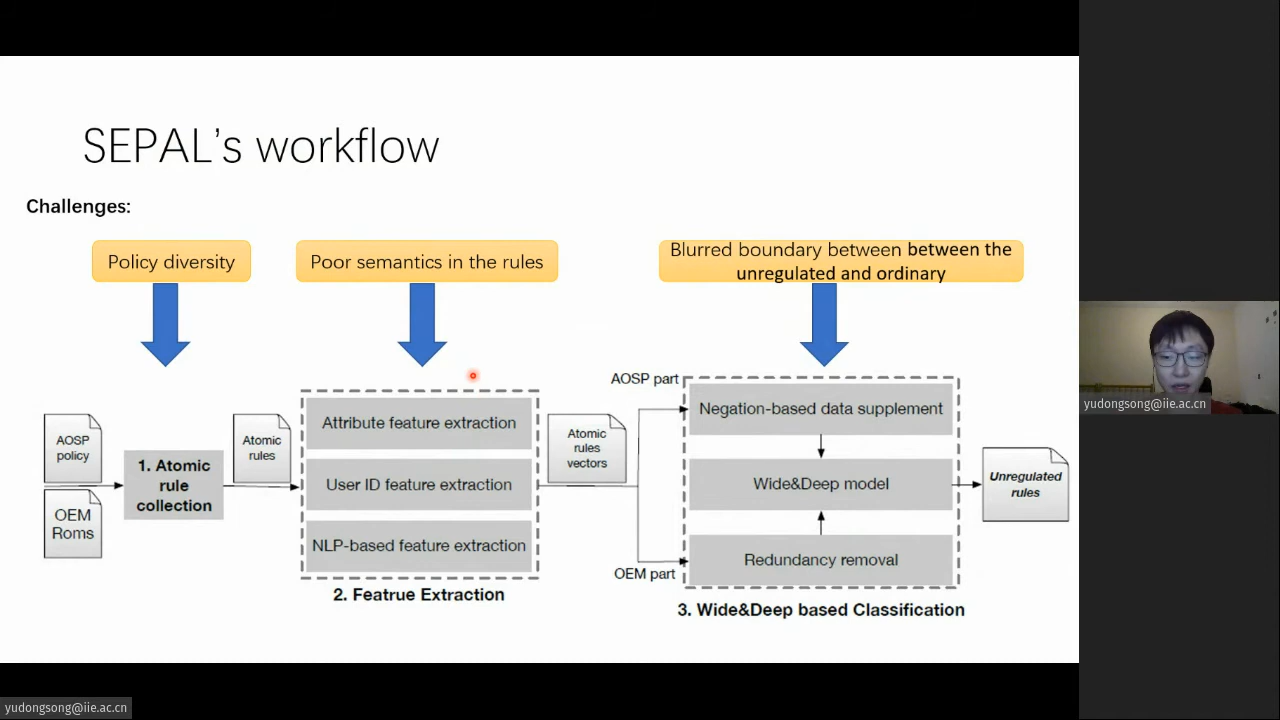 SEPAL’s workflow
Challenges:
Policy diversity
Poor semantics in the rules
Blurred boundary between between the
unregulated and ordinary
AOSP
policy
OEM
Roms
1. Atomic
rule
collection
Atomic
rules
Attribute feature extraction
User ID feature extraction
NLP-based feature extraction
2. Featrue Extraction
Atomic
rules
vectors
AOSP part
OEM part
Negation-based data supplement
Wide&Deep model
Redundancy removal
3. Wide&Deep based Classification
Unregulated
rules
yudongsong@iie.ac.cn
yudongsong@iie.ac.cn